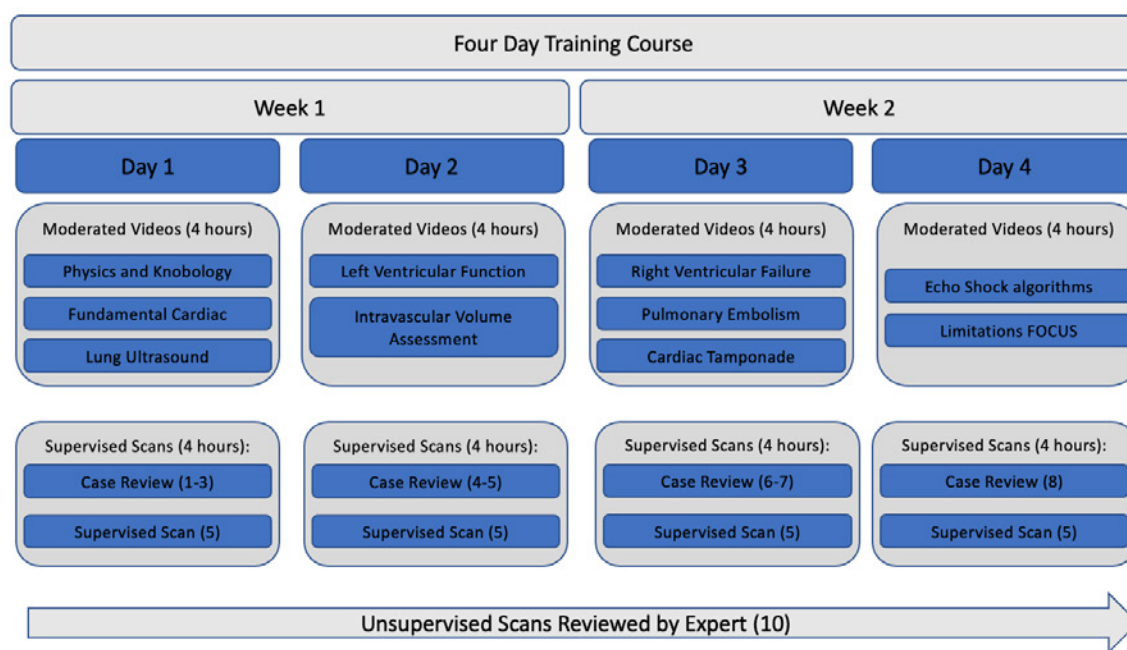 Four Day Training Course
Week 1
Week 2
Day 1
Day 2
Day 3
Day 4
Moderated Videos (4 hours)
Physics and Knobology
Fundamental Cardiac
Lung Ultrasound
Moderated Videos (4 hours)
Left Ventricular Function
Intravascular Volume
Assessment
Moderated Videos (4 hours)
Right Ventricular Failure
Pulmonary Embolism
Cardiac Tamponade
Moderated Videos (4 hours)
Echo Shock algorithms
Limitations FOCUS
Supervised Scans (4 hours):
Case Review (1-3)
Supervised Scan (5)
Supervised Scans (4 hours):
Case Review (4-5)
Supervised Scan (5)
Supervised Scans (4 hours):
Case Review (6-7)
Supervised Scan (5)
Supervised Scans (4 hours):
Case Review (8)
Supervised Scan (5)
Unsupervised Scans Reviewed by Expert (10)